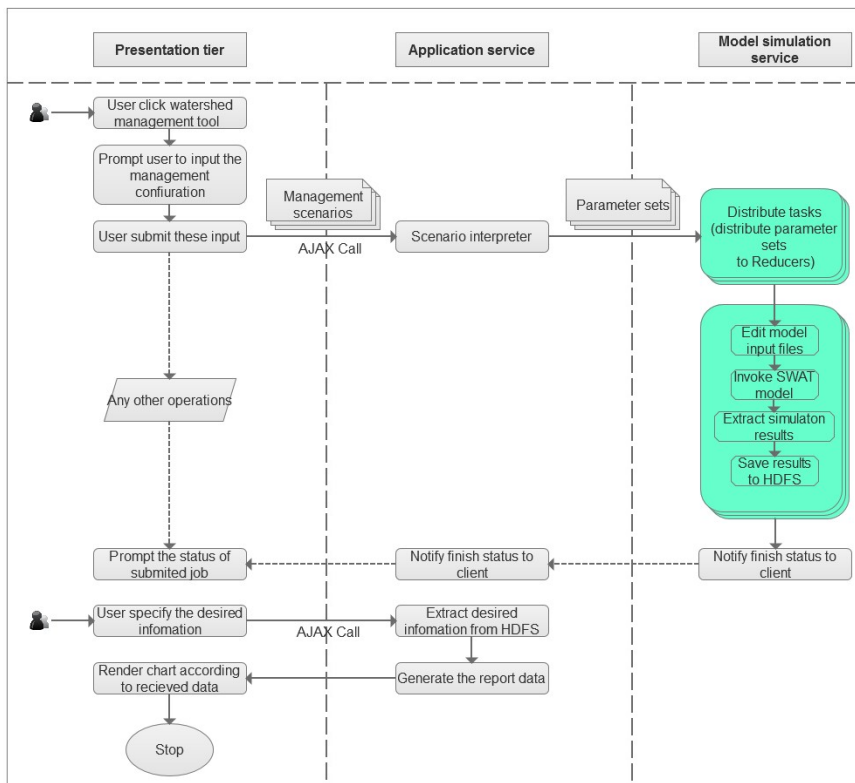 Presentation tier
Application service
Model simulation
service
User click watershed
management tool
Prompt user to input the
management
confiuration
Management
scenarios
Parameter sets
Distribute tasks
(distribute parameter
sets
to Reducers)
User submit these input
AJAX Call
Scenario interpreter
Edit model
input files
Invoke SWAT
model
Extract simulaton
results
Save results
to HDFS
Any other operations
Prompt the status of
submited job
Notify finish status to
client
Notify finish status to
client
User specify the desired
infomation
AJAX Call
Extract desired
infomation from HDFS
Render chart according
to recieved data
Generate the report data
Stop